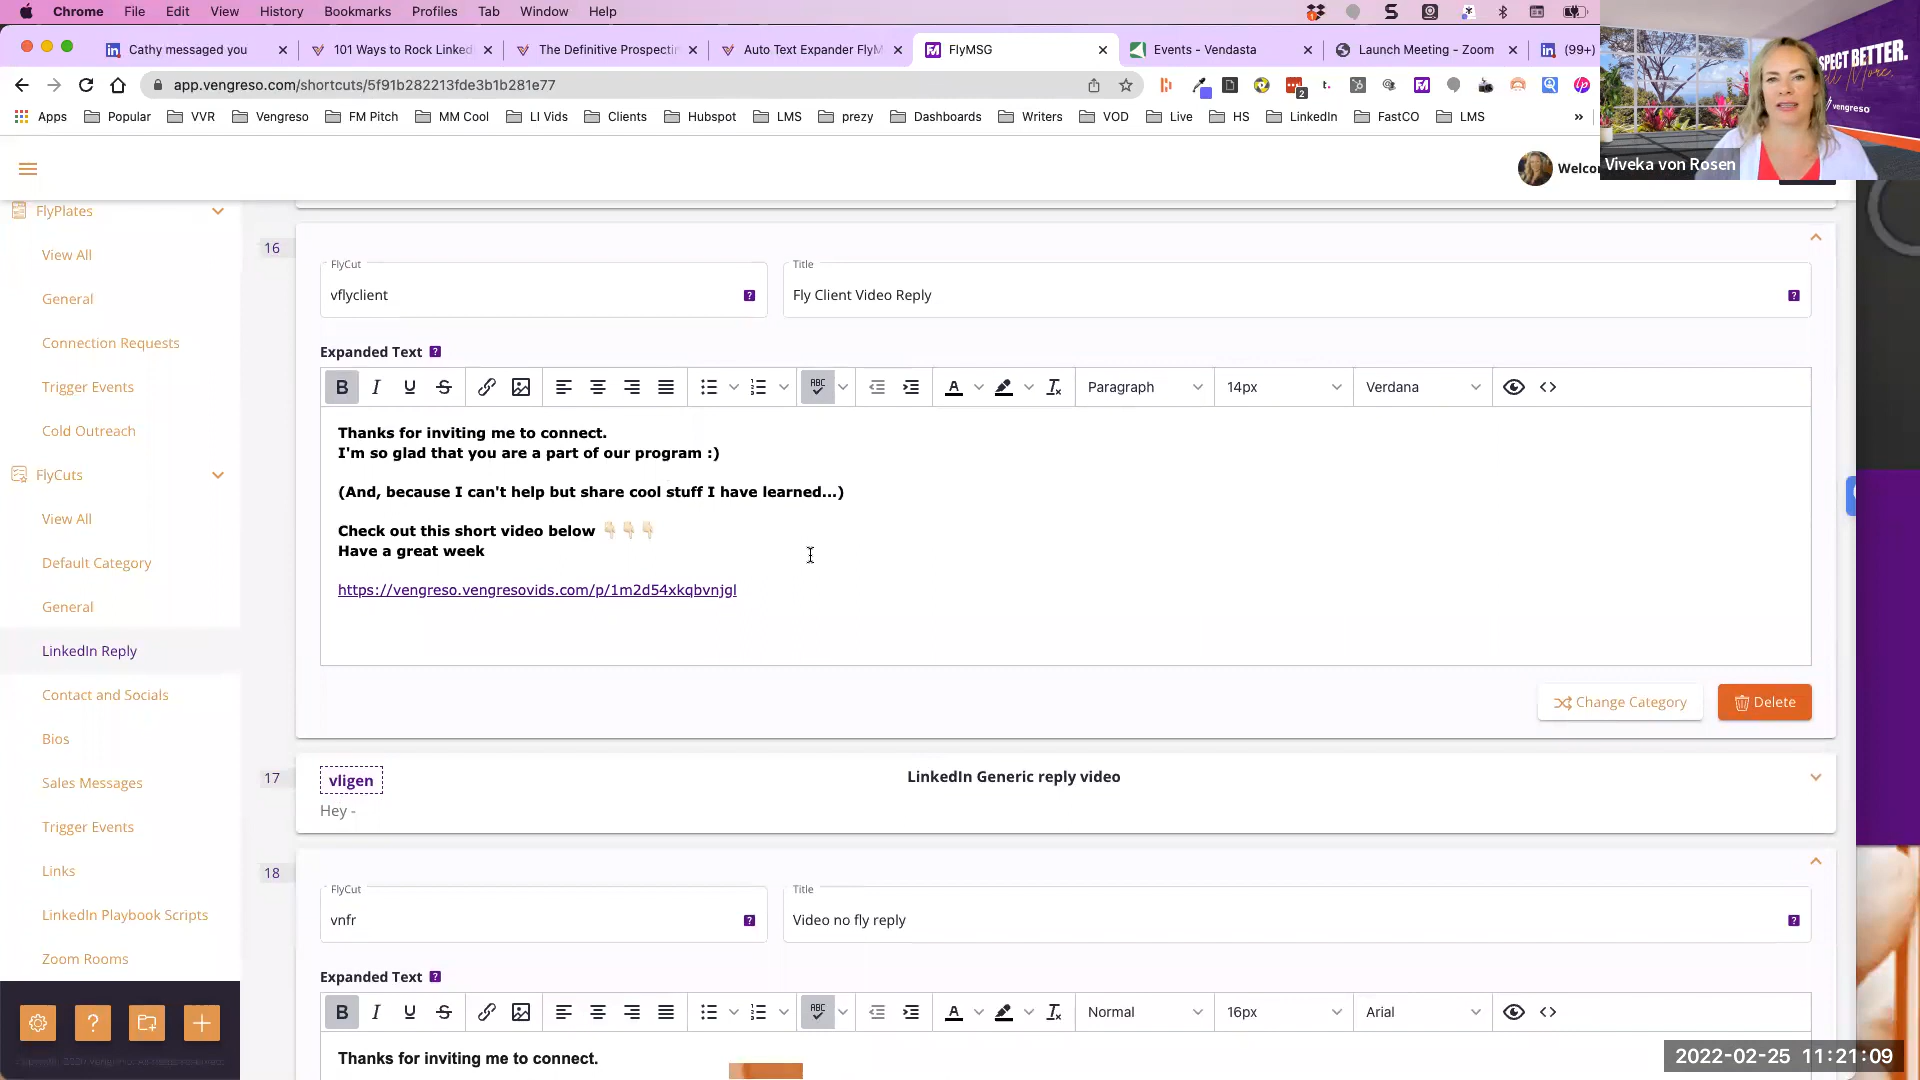 Chrome File Edit View History Bookmarks Profiles Tab Window Help
Cathy messaged you
101 Ways to Rock Linked
The Definitive Prospectin
Auto Text Expander FlyM
FlyMSG
Events - Vendasta
Launch Meeting - Zoom
(99+)
app.vengreso.com/shortcuts/5f91b282213fde3b1b281e77
Apps Popular VVR Vengreso FM Pitch MM Cool LI Vids Clients Hubspot LMS prezy Dashboards Writers VOD Live HS LinkedIn FastCO LMS »
SPECT BETTER.
Sell More.
vengreso
Viveka von Rosen
Welco
FlyPlates
View All
General
Connection Requests
Trigger Events
Cold Outreach
FlyCuts
View All
Default Category
General
LinkedIn Reply
Contact and Socials
Bios
Sales Messages
Trigger Events
Links
LinkedIn Playbook Scripts
Zoom Rooms
16
FlyCut
vflyclient
Title
Fly Client Video Reply
Expanded Text
Paragraph 14px Verdana
Thanks for inviting me to connect.
I'm so glad that you are a part of our program :)
(And, because I can't help but share cool stuff I have learned...)
Check out this short video below 👇🏻👇🏻👇🏻
Have a great week
https://vengreso.vengresovids.com/p/1m2d54xkqbvnjgl
Change Category
Delete
17
vligen
LinkedIn Generic reply video
Hey -
18
FlyCut
vnfr
Title
Video no fly reply
Expanded Text
Normal 16px Arial
Thanks for inviting me to connect.
2022-02-25 11:21:09